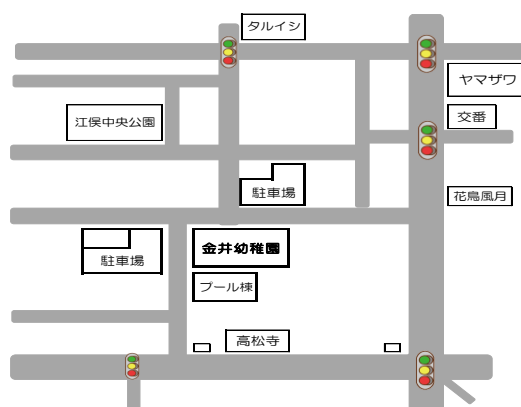 タルイシ
ヤマザワ
江俣中央公園
交番
駐車場
花鳥風月
金井幼稚園
駐車場
プール棟
高松寺